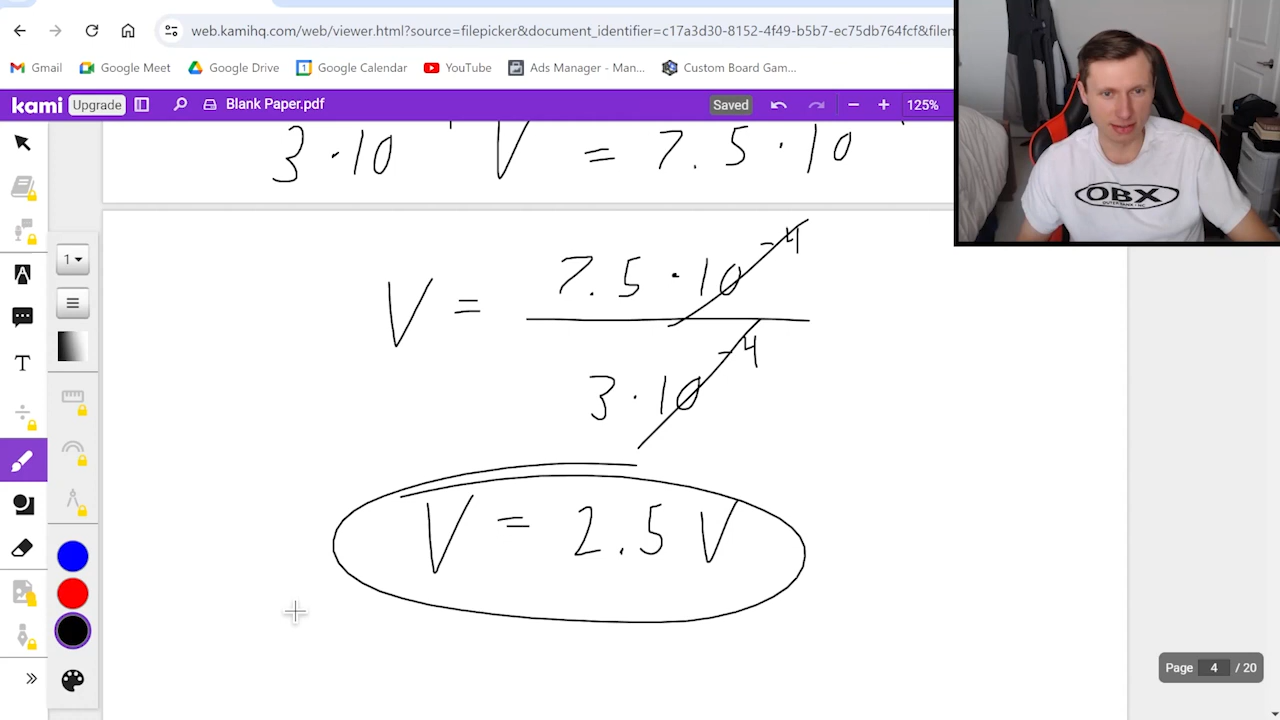 web.kamihq.com/web/viewer.html?source=filepicker&document_identifier=c17a3d30-8152-4f49-b5b7-ec75db764fcf&filen
Gmail Google Meet Google Drive Google Calendar YouTube Ads Manager - Man... Custom Board Gam...
kami Upgrade Blank Paper.pdf Saved 125%
3 · 10 V = 7.5 · 10
OBX
1
V = 7.5 · 10^-4
3 · 10^-4
V = 2.5 V
T
Page 4 / 20